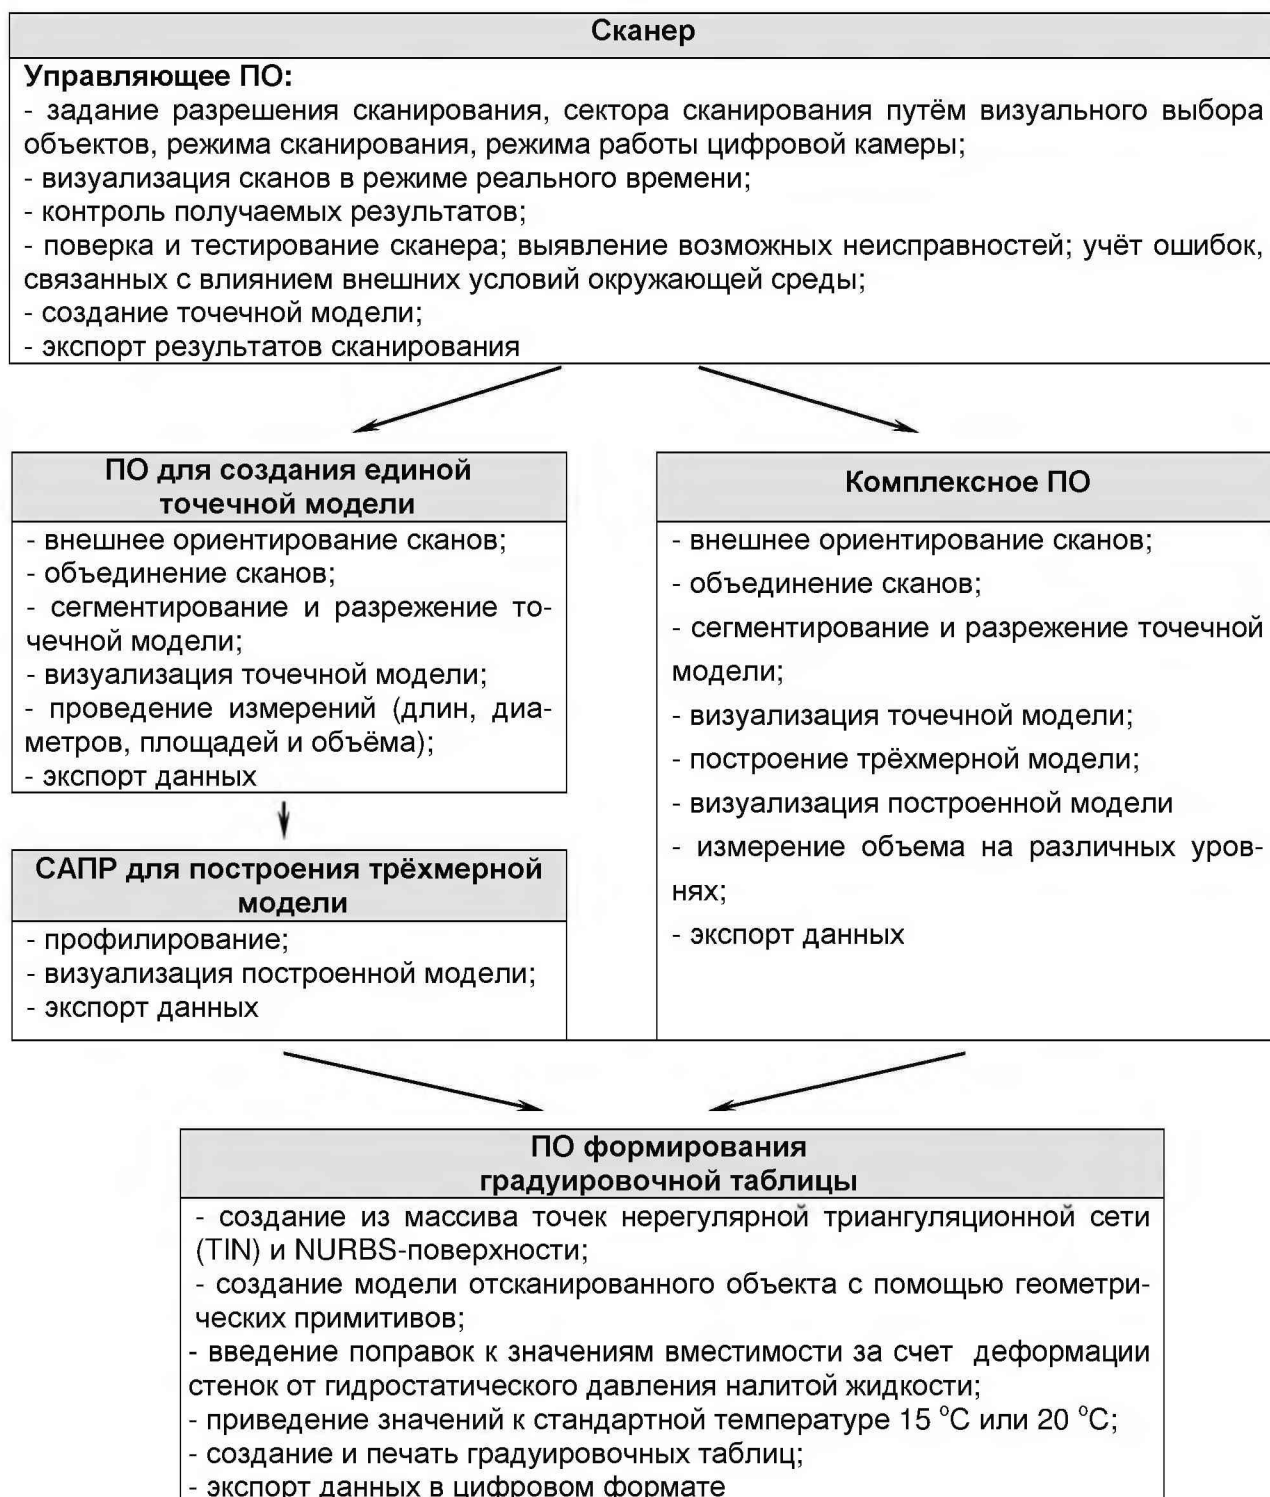 Сканер
Управляющее ПО:
- задание разрешения сканирования, сектора сканирования путём визуального выбора
объектов, режима сканирования, режима работы цифровой камеры;
- визуализация сканов в режиме реального времени;
- контроль получаемых результатов;
- поверка и тестирование сканера; выявление возможных неисправностей; учёт ошибок,
связанных с влиянием внешних условий окружающей среды;
- создание точечной модели;
- экспорт результатов сканирования
ПО для создания единой
точечной модели
- внешнее ориентирование сканов;
- объединение сканов;
- сегментирование и разрежение то-
чечной модели;
- визуализация точечной модели;
- проведение измерений (длин, диа-
метров, площадей и объёма);
- экспорт данных
САПР для построения трёхмерной
модели
- профилирование;
- визуализация построенной модели;
- экспорт данных
Комплексное ПО
- внешнее ориентирование сканов;
- объединение сканов;
- сегментирование и разрежение точечной
модели;
- визуализация точечной модели;
- построение трёхмерной модели;
- визуализация построенной модели
- измерение объема на различных уров-
нях;
- экспорт данных
ПО формирования
градуировочной таблицы
- создание из массива точек нерегулярной триангуляционной сети
(TIN) и NURBS-поверхности;
- создание модели отсканированного объекта с помощью геометри-
ческих примитивов;
- введение поправок к значениям вместимости за счет деформации
стенок от гидростатического давления налитой жидкости;
- приведение значений к стандартной температуре 15 °С или 20 °С;
- создание и печать градуировочных таблиц;
- экспорт данных в цифровом формате